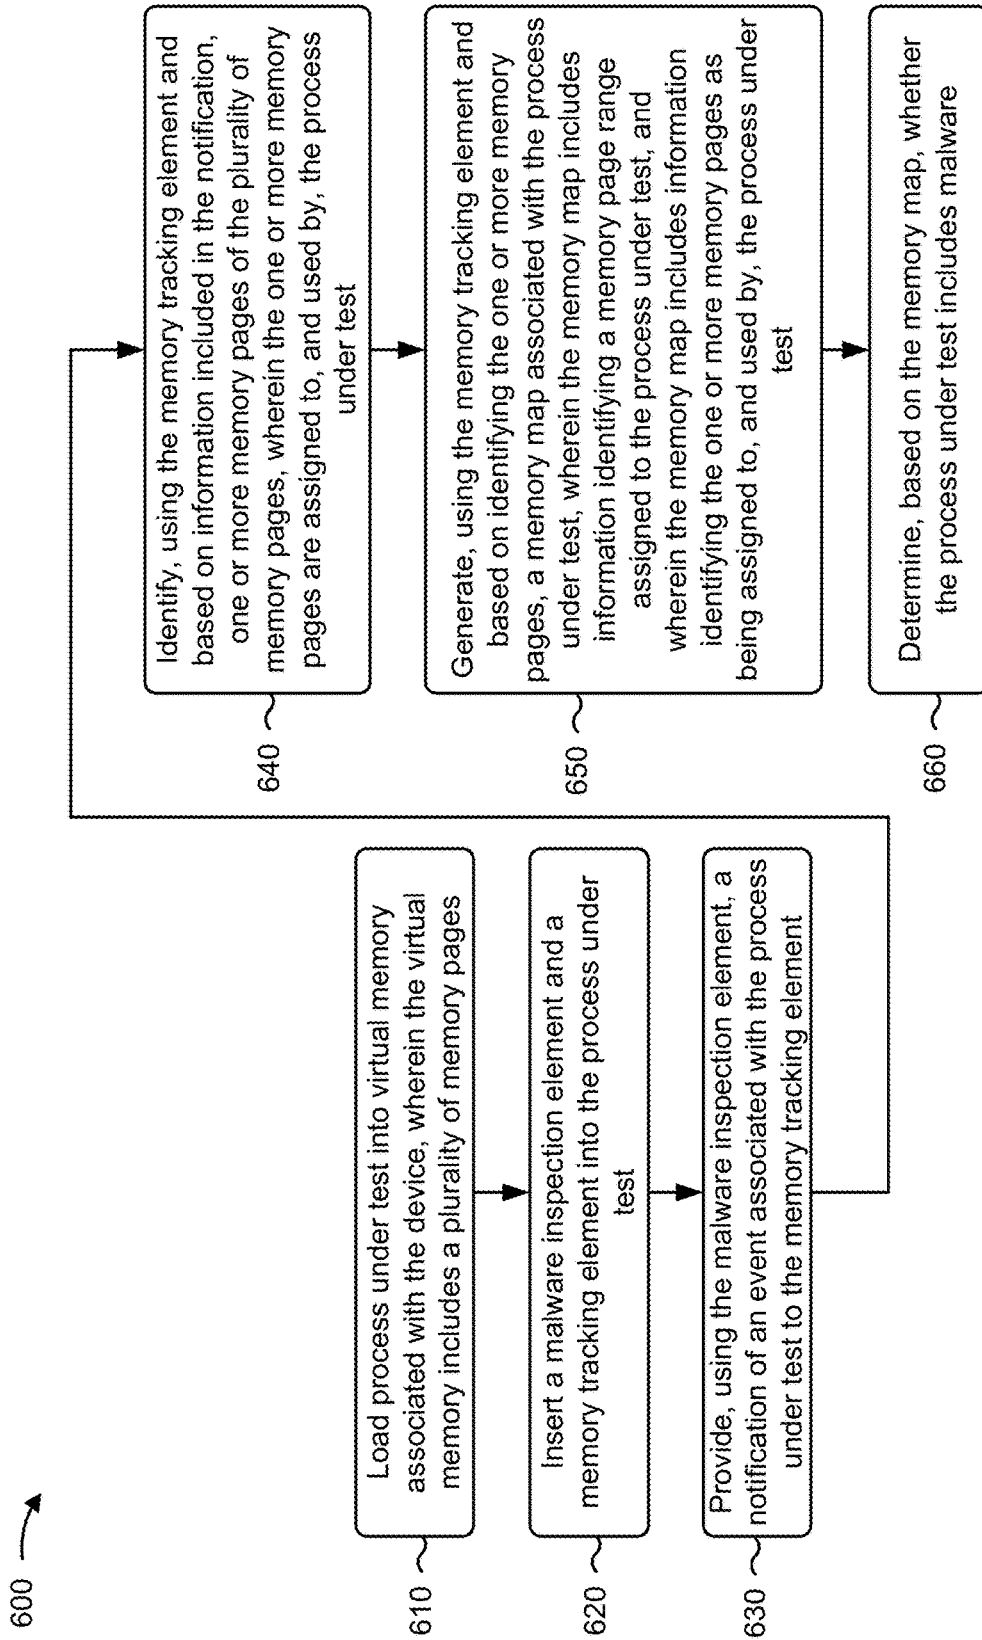 600
610
Load process under test into virtual memory
associated with the device, wherein the virtual
memory includes a plurality of memory pages
620
Insert a malware inspection element and a
memory tracking element into the process under
test
630
Provide, using the malware inspection element, a
notification of an event associated with the process
under test to the memory tracking element
640
Identify, using the memory tracking element and
based on information included in the notification,
one or more memory pages of the plurality of
memory pages, wherein the one or more memory
pages are assigned to, and used by, the process
under test
650
Generate, using the memory tracking element and
based on identifying the one or more memory
pages, a memory map associated with the process
under test, wherein the memory map includes
information identifying a memory page range
assigned to the process under test, and
wherein the memory map includes information
identifying the one or more memory pages as
being assigned to, and used by, the process under
test
660
Determine, based on the memory map, whether
the process under test includes malware